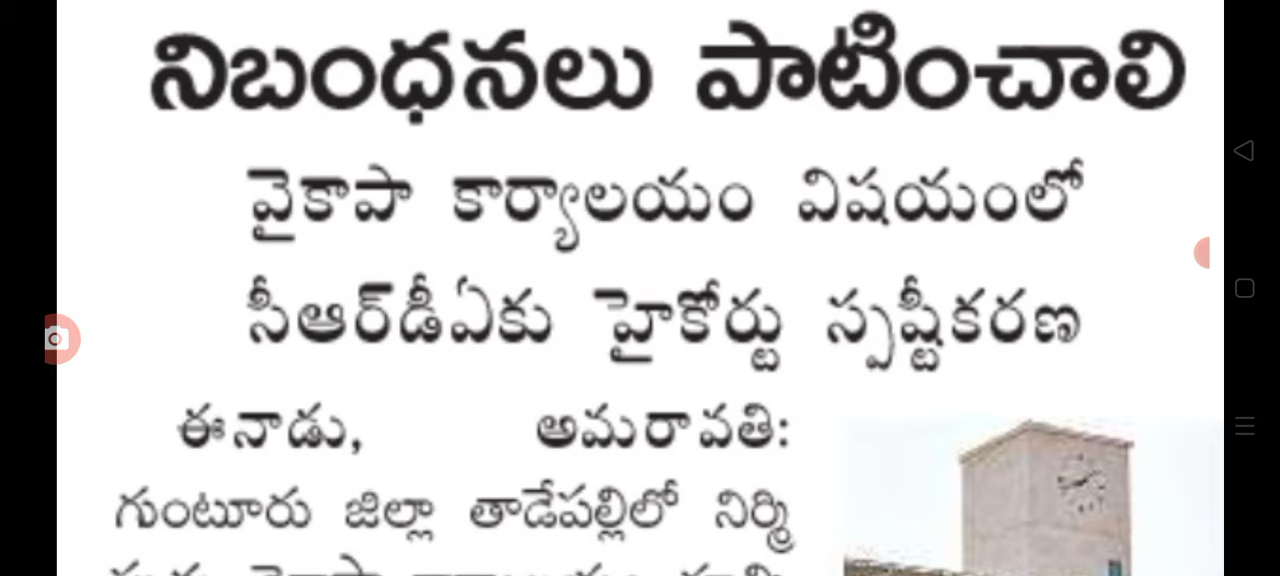 నిబంధనలు పాటించాలి
వైకాపా కార్యాలయం విషయంలో
సీఆర్‌డీఏకు హైకోర్టు స్పష్టీకరణ
ఈనాడు, అమరావతి:
గుంటూరు జిల్లా తాడేపల్లిలో నిర్మి